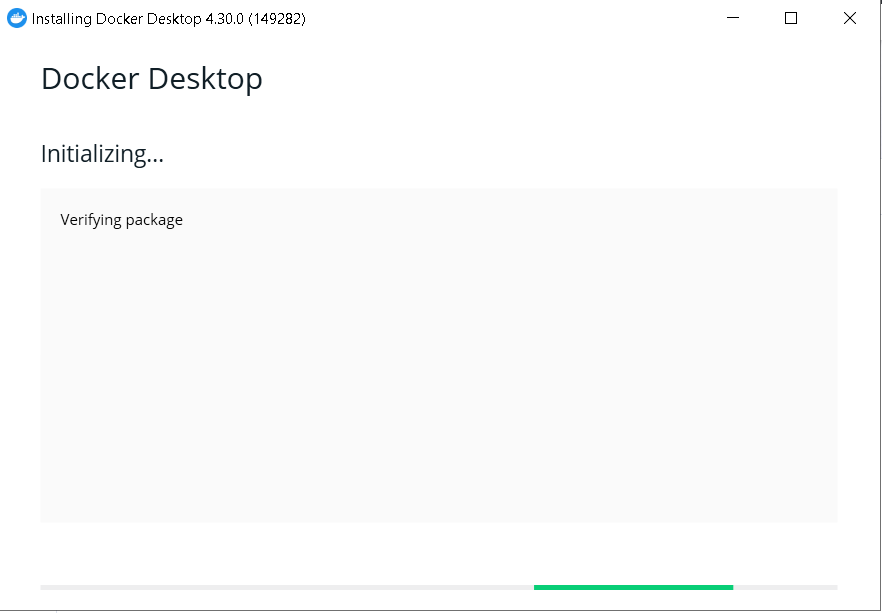 Installing Docker Desktop 4.30.0 (149282)
Docker Desktop
Initializing...
Verifying package